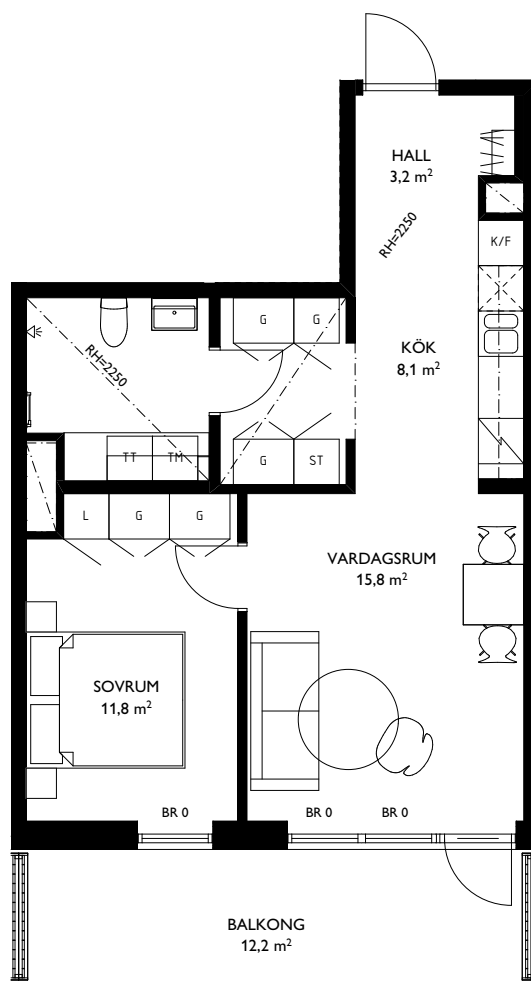 HALL
3,2 m²
RH=2250
K/F
G G
KÖK
8,1 m²
RH=2250
TT TM
G ST
L G G
VARDAGSRUM
15,8 m²
SOVRUM
11,8 m²
BR 0 BR 0 BR 0
BALKONG
12,2 m²